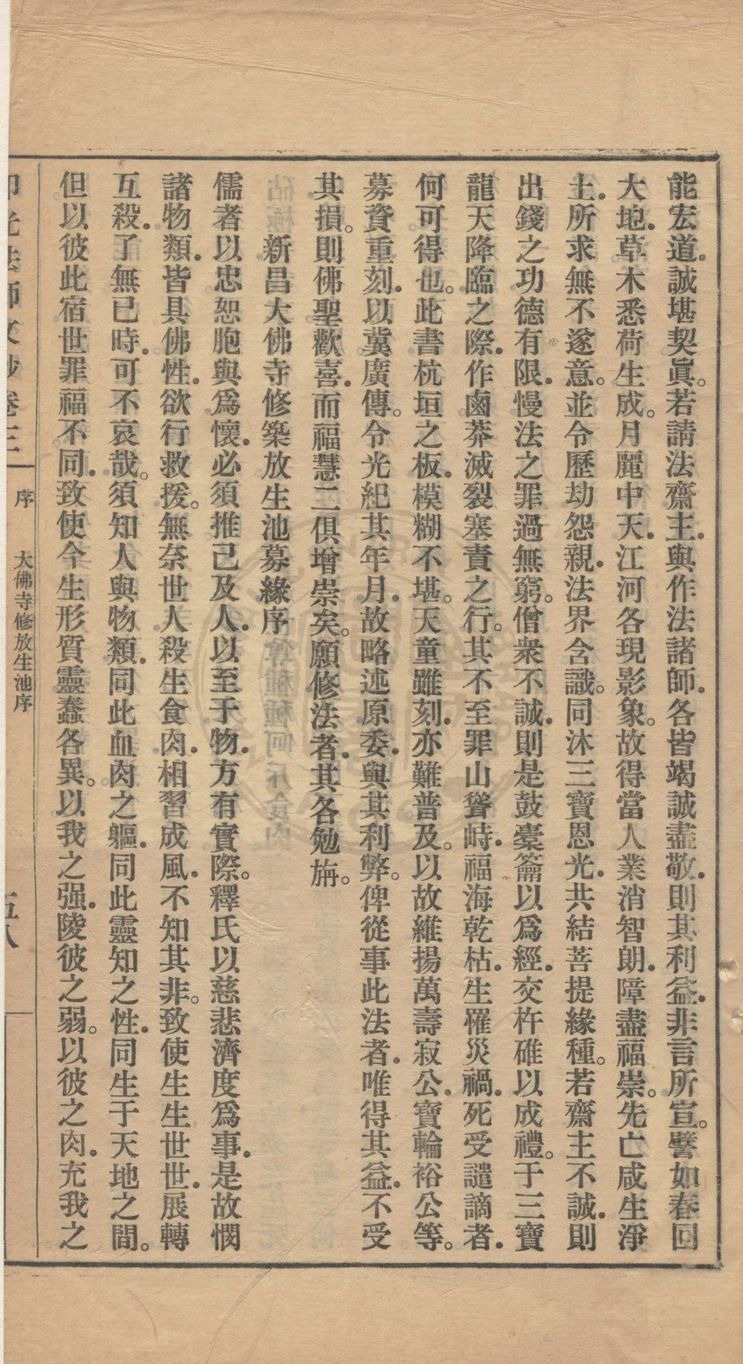 能宏道。誠堪契眞。若請法齋主。與作法諸師。各皆竭誠盡敬。則其利益。非言所宣。譬如春回
大地。草木悉荷生成。月麗中天。江河各現影象。故得當人業消智朗。障盡福崇。先亡咸生淨
土。所求無不遂意。並令歷劫怨親。法界含識。同沐三寶恩光。共結菩提緣種。若齋主不誠。則
出錢之功德有限。慢法之罪過無窮。僧衆不誠。則是鼓橐籥以爲經。交杵碓以成禮。于三寶
龍天降臨之際。作鹵莽滅裂塞責之行。其不至罪山聳峙。福海乾枯。生罹災禍。死受譴謫者。
何可得也。此書杭垣之板。模糊不堪。天童雖刻。亦難普及。以故維揚萬壽寂公。寶輪裕公等。
募資重刻。以冀廣傳。令光紀其年月。故略述原委。與其利弊。俾從事此法者。唯得其益。不受
其損。則佛聖歡喜。而福慧二俱增崇矣。願修法者。其各勉旃。
新昌大佛寺修築放生池募緣序
儒者以忠恕胞與爲懷。必須推己及人。以至于物。方有實際。釋氏以慈悲濟度爲事。是故憫
諸物類。皆具佛性。欲行救援。無奈世人殺生食肉。相習成風。不知其非。致使生生世世。展轉
互殺。了無已時。可不哀哉。須知人與物類。同此血肉之軀。同此靈知之性。同生于天地之間。
但以彼此宿世罪福不同。致使今生形質靈蠢各異。以我之强。陵彼之弱。以彼之肉。充我之
印光法師文鈔卷三 序 大佛寺修放生池序 五八